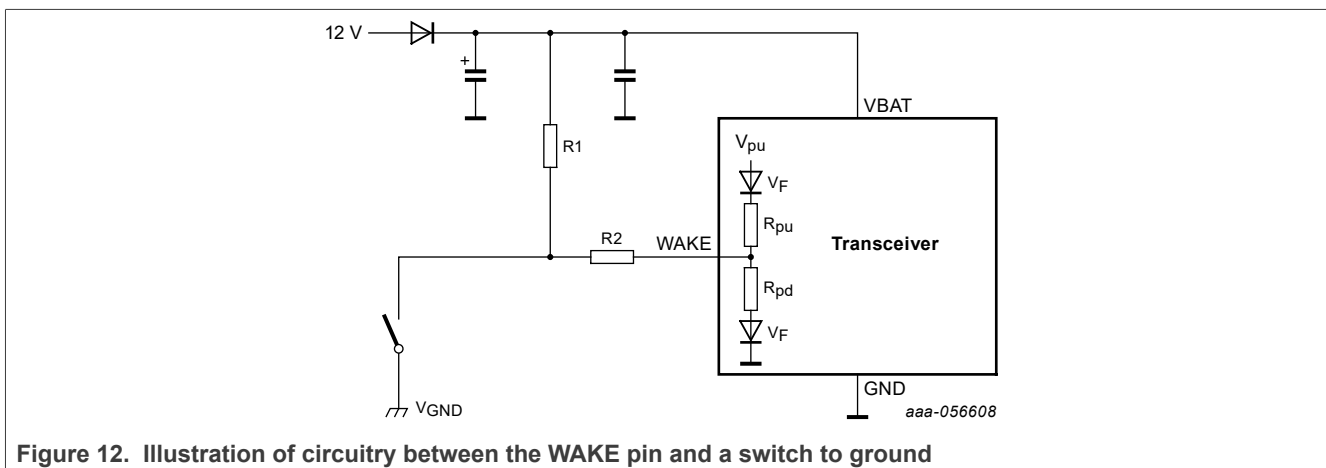 12 V
+
VBAT
Vpu
R1
VF
Rpu
R2
WAKE
Transceiver
Rpd
VF
VGND
GND
aaa-056608
Figure 12. Illustration of circuitry between the WAKE pin and a switch to ground